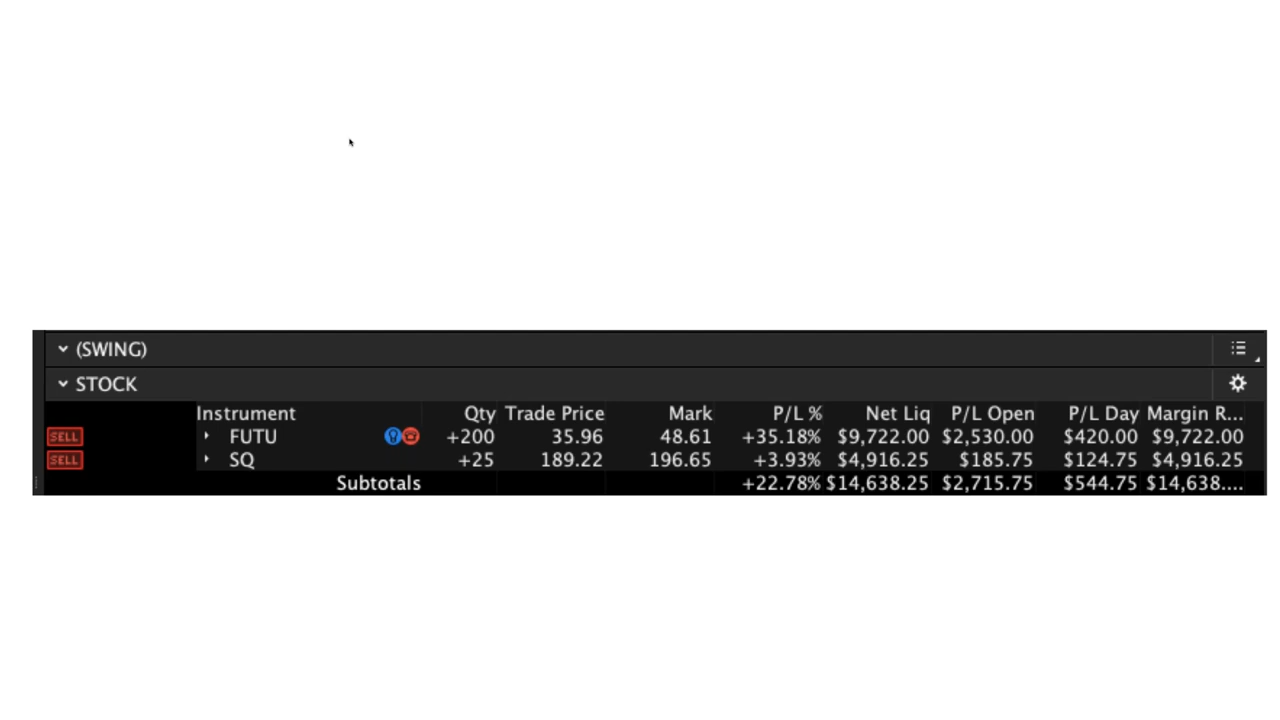 (SWING)
STOCK
Instrument Qty Trade Price Mark P/L % Net Liq P/L Open P/L Day Margin R...
SELL FUTU +200 35.96 48.61 +35.18% $9,722.00 $2,530.00 $420.00 $9,722.00
SELL SQ +25 189.22 196.65 +3.93% $4,916.25 $185.75 $124.75 $4,916.25
Subtotals +22.78% $14,638.25 $2,715.75 $544.75 $14,638....